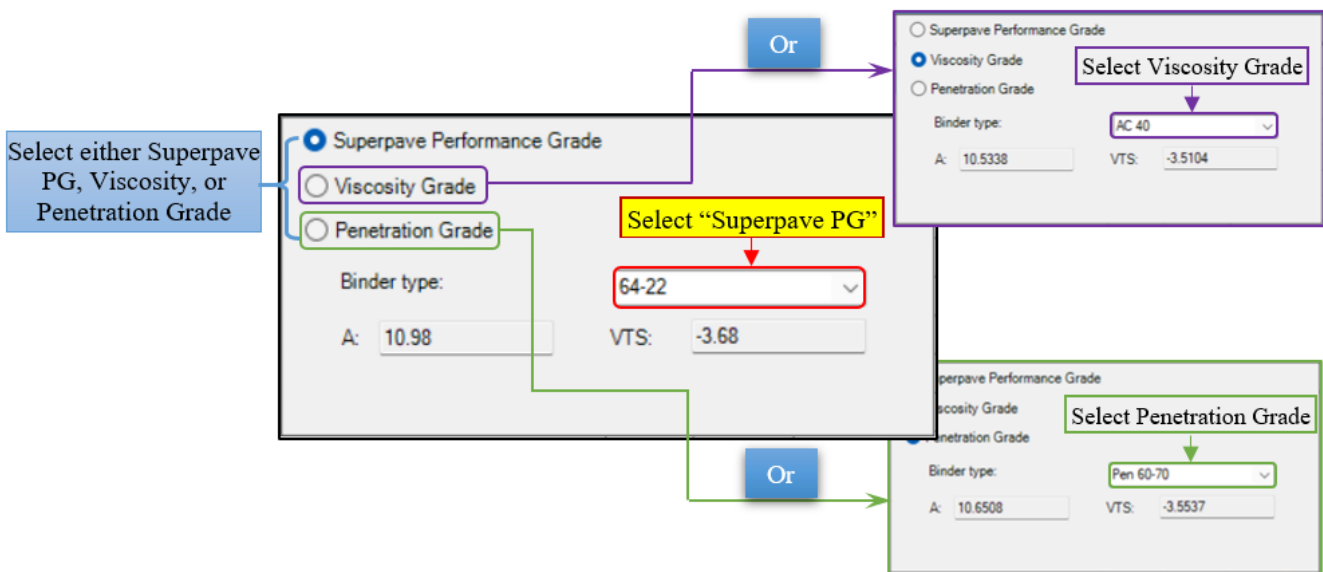 Or
Superpave Performance Grade
Viscosity Grade
Select Viscosity Grade
Penetration Grade
Binder type:
AC 40
A:
10.5338
VTS:
-3.5104
Select either Superpave
PG, Viscosity, or
Penetration Grade
Superpave Performance Grade
Viscosity Grade
Penetration Grade
Select “Superpave PG”
Binder type:
64-22
A:
10.98
VTS:
-3.68
Or
perpave Performance Grade
scosity Grade
Select Penetration Grade
enetration Grade
Binder type:
Pen 60-70
A:
10.6508
VTS:
-3.5537